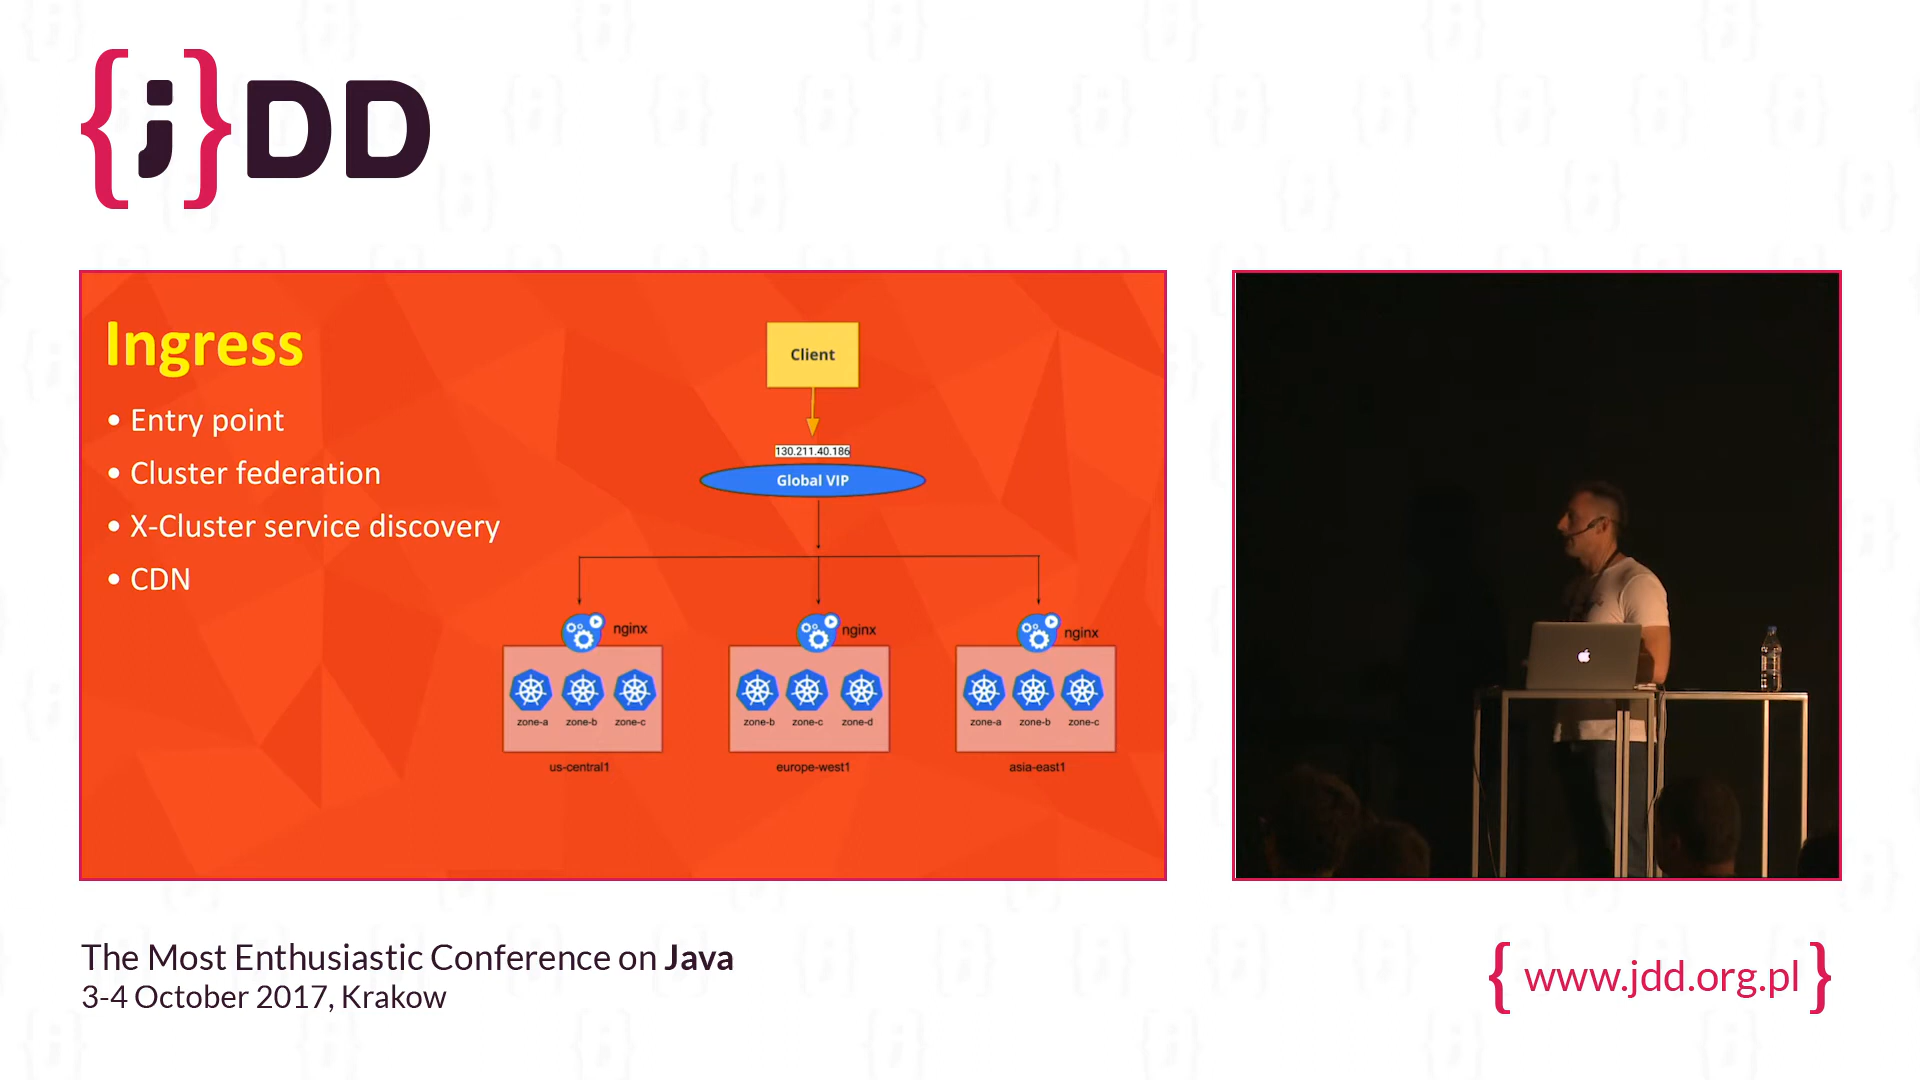 {;}DD
Ingress
• Entry point
• Cluster federation
• X-Cluster service discovery
• CDN
Client
130.211.40.186
Global VIP
nginx
nginx
nginx
zone-a zone-b zone-c
zone-b zone-c zone-d
zone-a zone-b zone-c
us-central1
europe-west1
asia-east1
The Most Enthusiastic Conference on Java
3-4 October 2017, Krakow
{ www.jdd.org.pl }